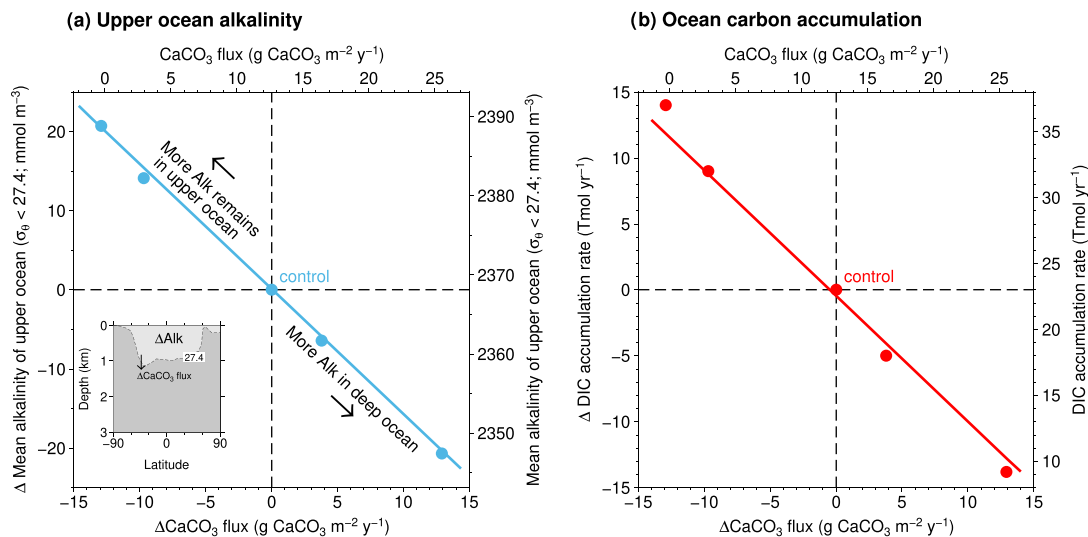 (a) Upper ocean alkalinity
CaCO₃ flux (g CaCO₃ m⁻² y⁻¹)
0 5 10 15 20 25
Δ Mean alkalinity of upper ocean (σθ < 27.4; mmol m⁻³)
20
10
0
−10
−20
More Alk remains
in upper ocean
control
More Alk in deep ocean
Depth (km)
0
1
2
3
ΔAlk
27.4
ΔCaCO₃ flux
−90 0 90
Latitude
2390
2380
2370
2360
2350
Mean alkalinity of upper ocean (σθ < 27.4; mmol m⁻³)
−15 −10 −5 0 5 10 15
ΔCaCO₃ flux (g CaCO₃ m⁻² y⁻¹)
(b) Ocean carbon accumulation
CaCO₃ flux (g CaCO₃ m⁻² y⁻¹)
0 5 10 15 20 25
Δ DIC accumulation rate (Tmol yr⁻¹)
15
10
5
0
−5
−10
−15
control
35
30
25
20
15
10
DIC accumulation rate (Tmol yr⁻¹)
−15 −10 −5 0 5 10 15
ΔCaCO₃ flux (g CaCO₃ m⁻² y⁻¹)